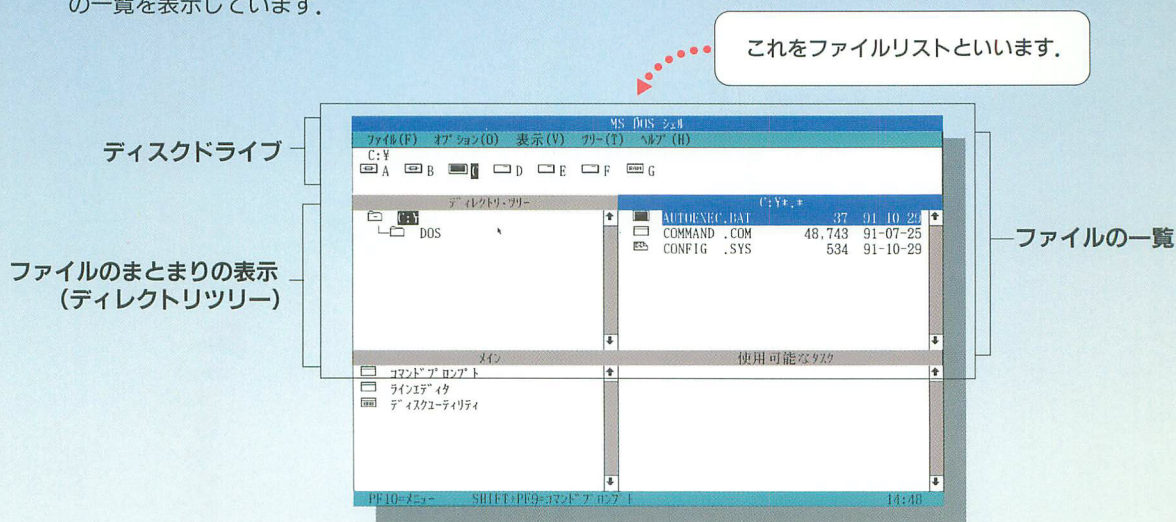 の一覧を表示しています.
これをファイルリストといいます.
ディスクドライブ
ファイルのまとまりの表示
(ディレクトリツリー)
ファイルの一覧
MS DOS ｼｪﾙ
ﾌｧｲﾙ(F) ｵﾌﾟｼｮﾝ(O) 表示(V) ﾂﾘｰ(T) ﾍﾙﾌﾟ(H)
C:¥
A B C D E F G
ﾃﾞｨﾚｸﾄﾘ･ﾂﾘｰ
C:¥
DOS
C:¥*.*
AUTOEXEC.BAT 37 91-10-29
COMMAND .COM 48,743 91-07-25
CONFIG .SYS 534 91-10-29
ﾒｲﾝ
ｺﾏﾝﾄﾞﾌﾟﾛﾝﾌﾟﾄ
ﾗｲﾝｴﾃﾞｨﾀ
ﾃﾞｨｽｸﾕｰﾃｨﾘﾃｨ
使用可能なﾀｽｸ
PF10=ﾒﾆｭｰ SHIFT+PF9=ｺﾏﾝﾄﾞﾌﾟﾛﾝﾌﾟﾄ 14:48